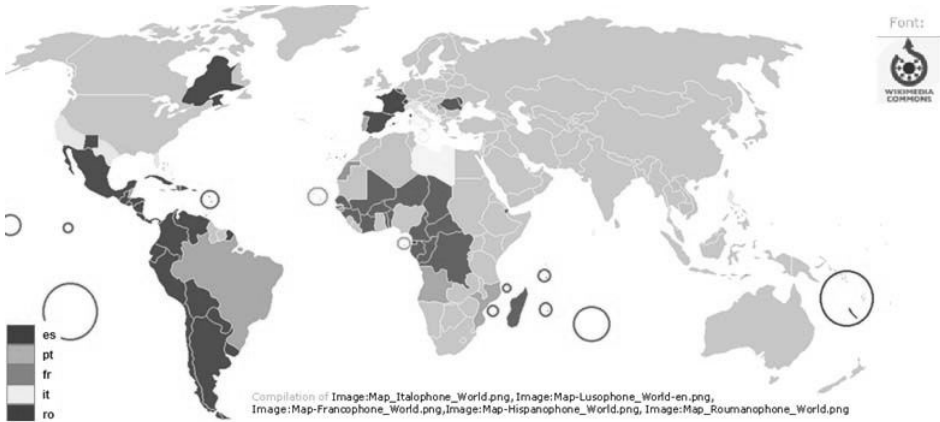 Font:
WIKIMEDIA
COMMONS
es
pt
fr
it
ro
Compilation of Image:Map_Italophone_World.png, Image:Map-Lusophone_World-en.png,
Image:Map-Francophone_World.png,Image:Map-Hispanophone_World.png, Image:Map_Roumanophone_World.png